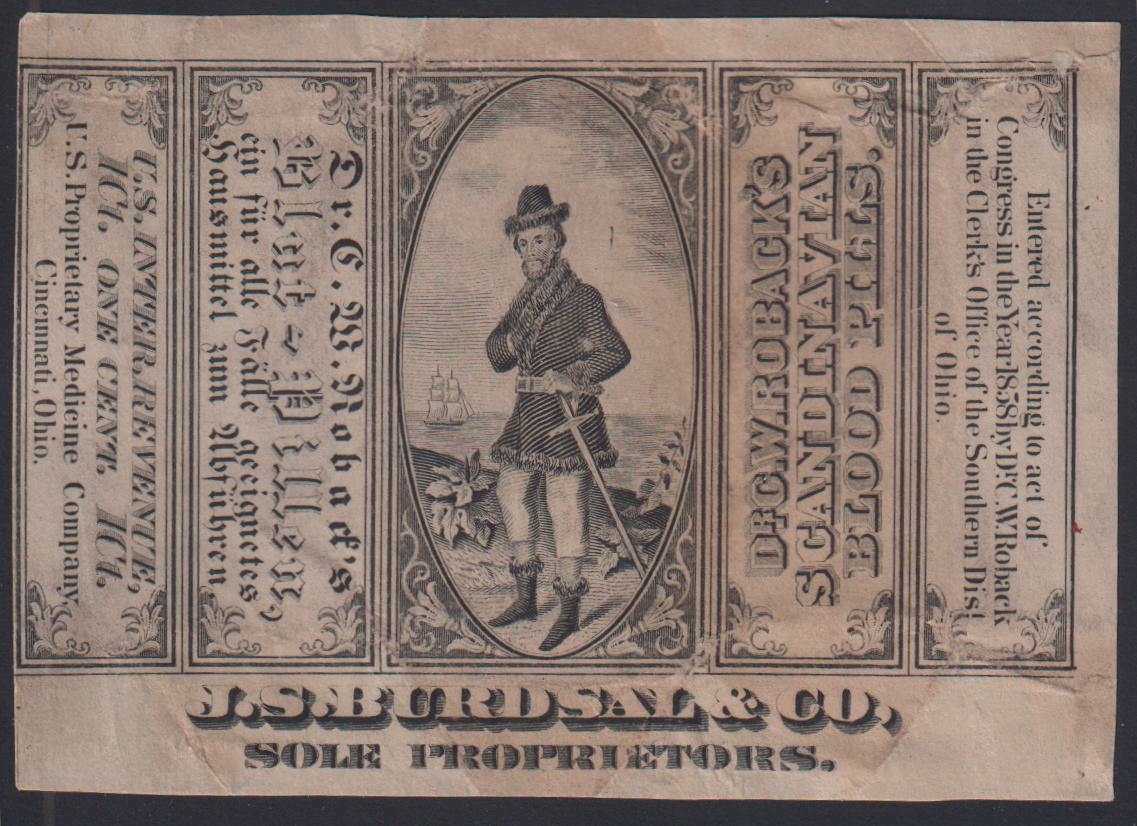 U.S. INTER. REVENUE,
1Ct. ONE CENT. 1Ct.
U.S. Proprietary Medicine Company
Cincinnati, Ohio.
Dr. C. W. Roback's
Blut-Pillen,
ein für alle Fälle geeignetes
Hausmittel zum Abführen
DR. C.W. ROBACK'S
SCANDINAVIAN
BLOOD PILLS.
Entered according to act of
Congress in the Year 1858 by Dr. C. W. Roback
in the Clerk's Office of the Southern Dist
of Ohio.
J.S. BURDSAL & CO,
SOLE PROPRIETORS.